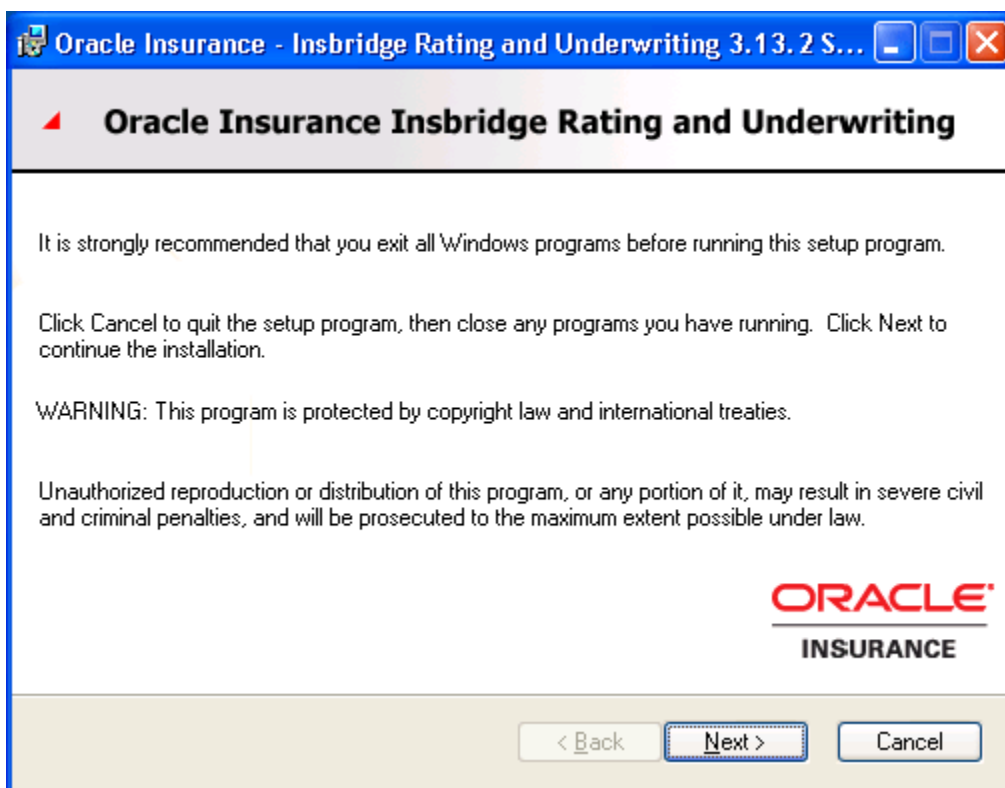 Oracle Insurance - Insbridge Rating and Underwriting 3.13.2 S...
Oracle Insurance Insbridge Rating and Underwriting
It is strongly recommended that you exit all Windows programs before running this setup program.
Click Cancel to quit the setup program, then close any programs you have running.  Click Next to
continue the installation.
WARNING: This program is protected by copyright law and international treaties.
Unauthorized reproduction or distribution of this program, or any portion of it, may result in severe civil
and criminal penalties, and will be prosecuted to the maximum extent possible under law.
ORACLE
INSURANCE
< Back Next > Cancel